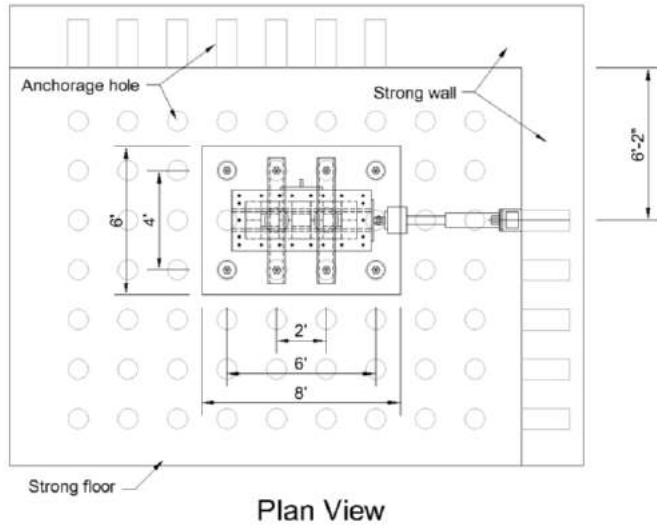 Anchorage hole
Strong wall
6'-2"
6'
4'
2'
6'
8'
Strong floor
Plan View